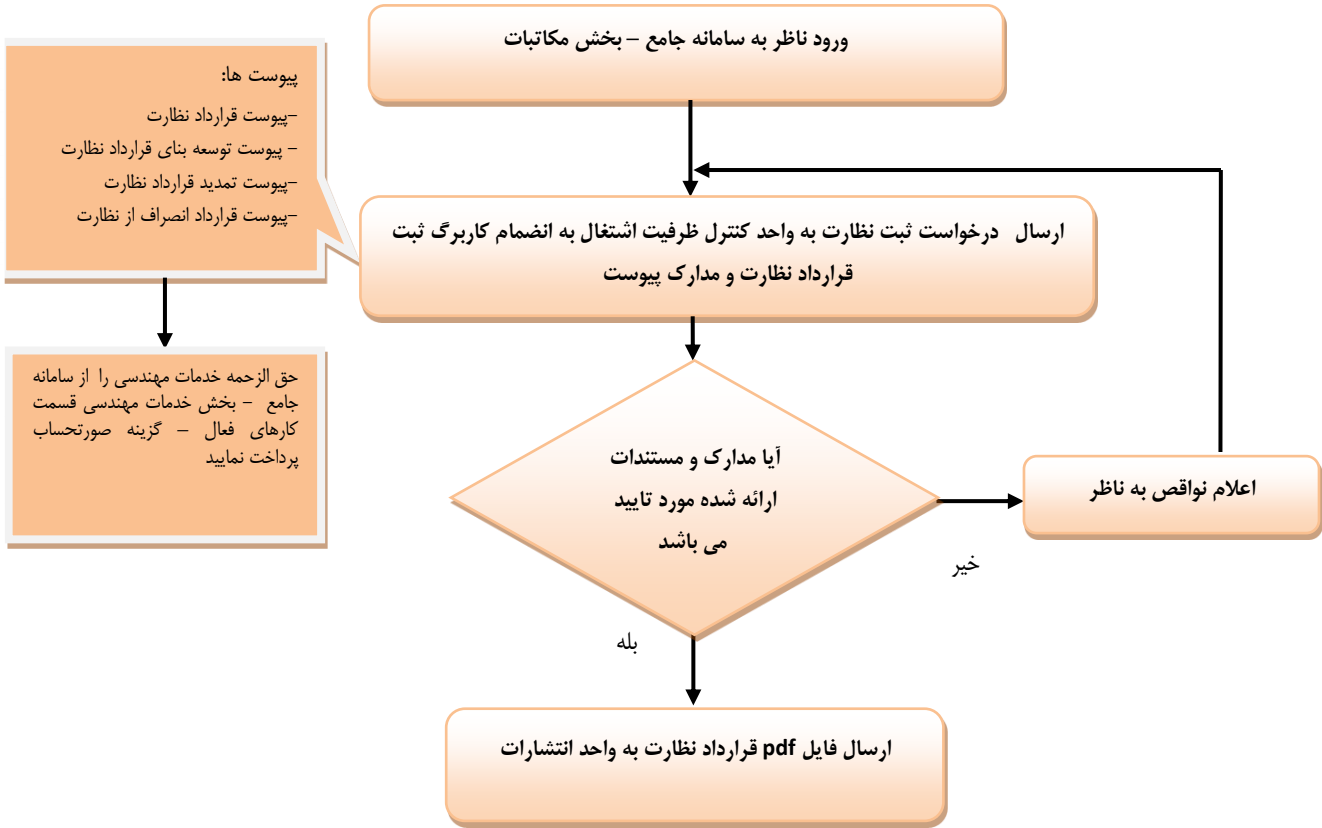 ورود ناظر به سامانه جامع – بخش مکاتبات
پیوست ها:
-پیوست قرارداد نظارت
- پیوست توسعه بنای قرارداد نظارت
-پیوست تمدید قرارداد نظارت
-پیوست قرارداد انصراف از نظارت
ارسال درخواست ثبت نظارت به واحد کنترل ظرفیت اشتغال به انضمام کاربرگ ثبت
قرارداد نظارت و مدارک پیوست
حق الزحمه خدمات مهندسی را از سامانه
جامع – بخش خدمات مهندسی قسمت
کارهای فعال – گزینه صورتحساب
پرداخت نمایید
آیا مدارک و مستندات
ارائه شده مورد تایید
می باشد
اعلام نواقص به ناظر
خیر
بله
ارسال فایل pdf قرارداد نظارت به واحد انتشارات